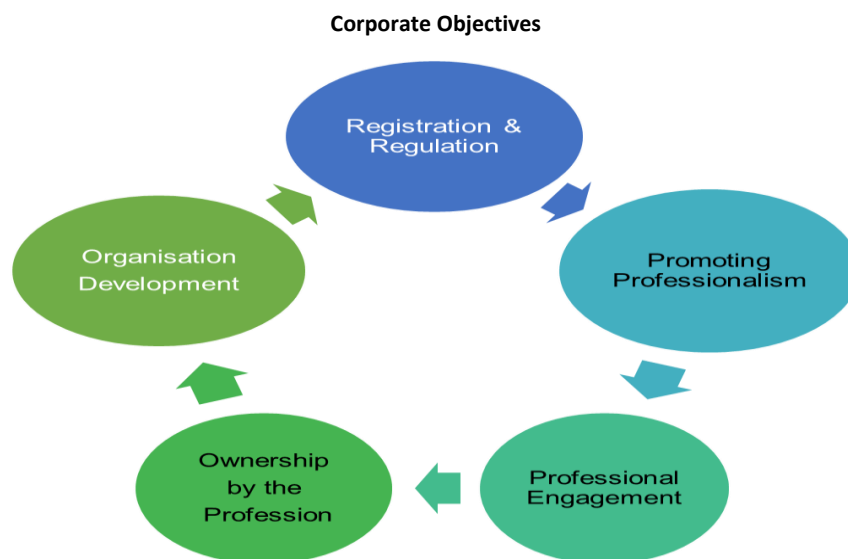 Corporate Objectives
Registration &
Regulation
Promoting
Professionalism
Professional
Engagement
Ownership
by the
Profession
Organisation
Development